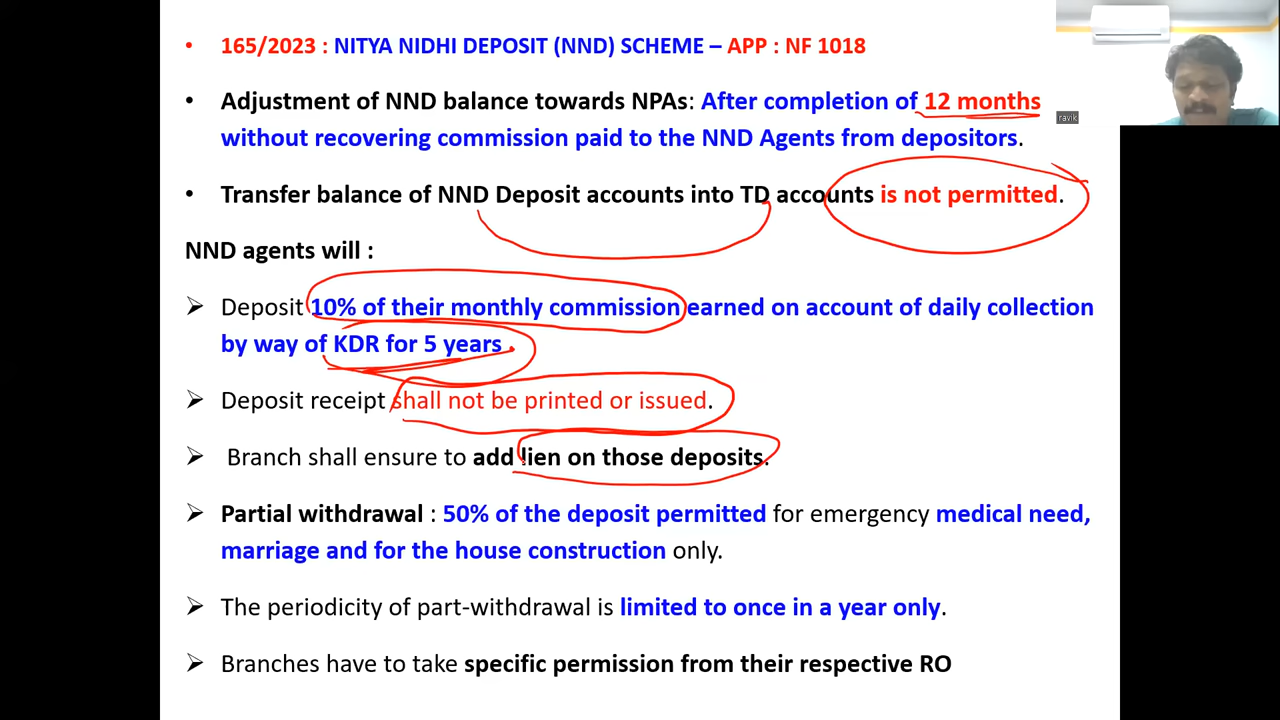 • 165/2023 : NITYA NIDHI DEPOSIT (NND) SCHEME – APP : NF 1018
• Adjustment of NND balance towards NPAs: After completion of 12 months
ravik
without recovering commission paid to the NND Agents from depositors.
• Transfer balance of NND Deposit accounts into TD accounts is not permitted.
NND agents will :
➢ Deposit 10% of their monthly commission earned on account of daily collection
by way of KDR for 5 years .
➢ Deposit receipt shall not be printed or issued.
➢ Branch shall ensure to add lien on those deposits.
➢ Partial withdrawal : 50% of the deposit permitted for emergency medical need,
marriage and for the house construction only.
➢ The periodicity of part-withdrawal is limited to once in a year only.
➢ Branches have to take specific permission from their respective RO